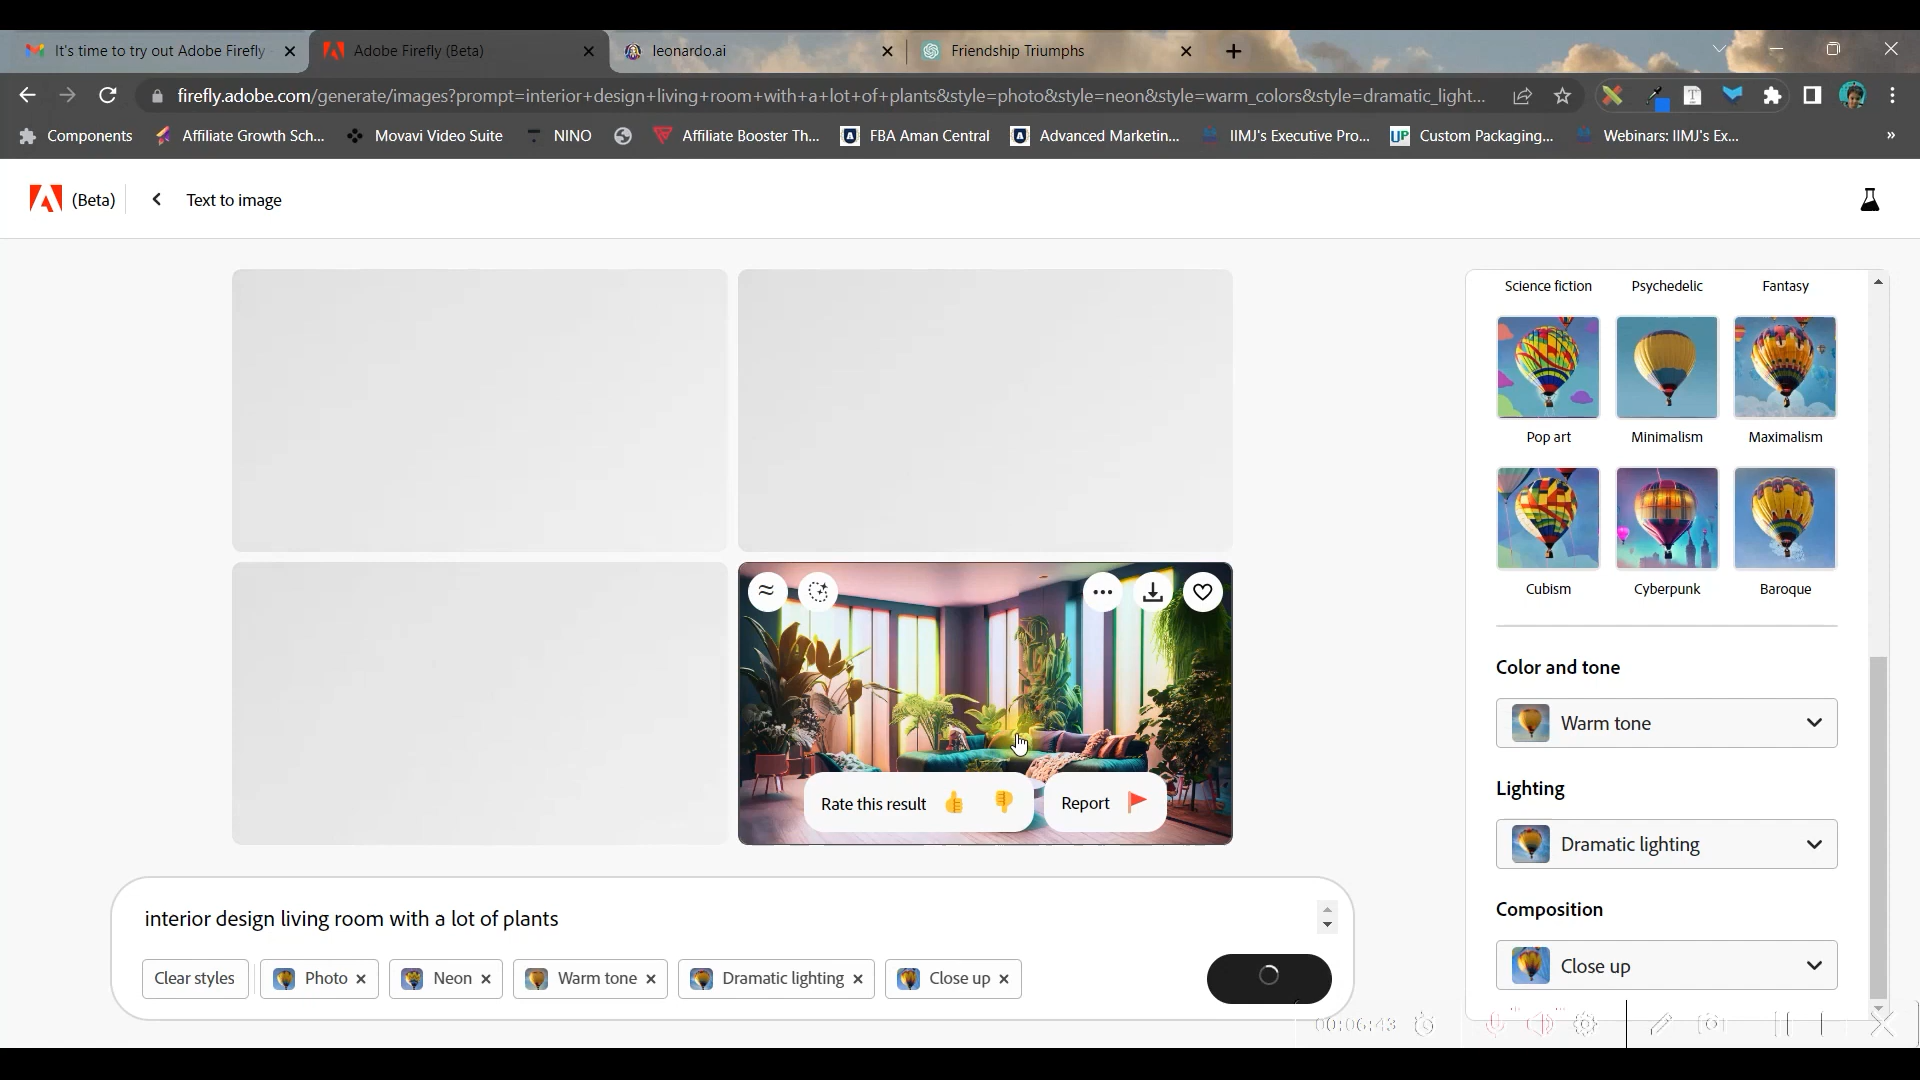 It's time to try out Adobe Firefly
Adobe Firefly (Beta)
leonardo.ai
Friendship Triumphs
firefly.adobe.com/generate/images?prompt=interior+design+living+room+with+a+lot+of+plants&style=photo&style=neon&style=warm_colors&style=dramatic_light...
Components
Affiliate Growth Sch...
Movavi Video Suite
NINO
Affiliate Booster Th...
FBA Aman Central
Advanced Marketin...
IIMJ's Executive Pro...
UP Custom Packaging...
Webinars: IIMJ's Ex...
»
(Beta)
Text to image
Science fiction
Psychedelic
Fantasy
Pop art
Minimalism
Maximalism
Cubism
Cyberpunk
Baroque
Color and tone
Warm tone
Lighting
Dramatic lighting
Composition
Close up
Rate this result
Report
interior design living room with a lot of plants
Clear styles
Photo
Neon
Warm tone
Dramatic lighting
Close up
00:06:43